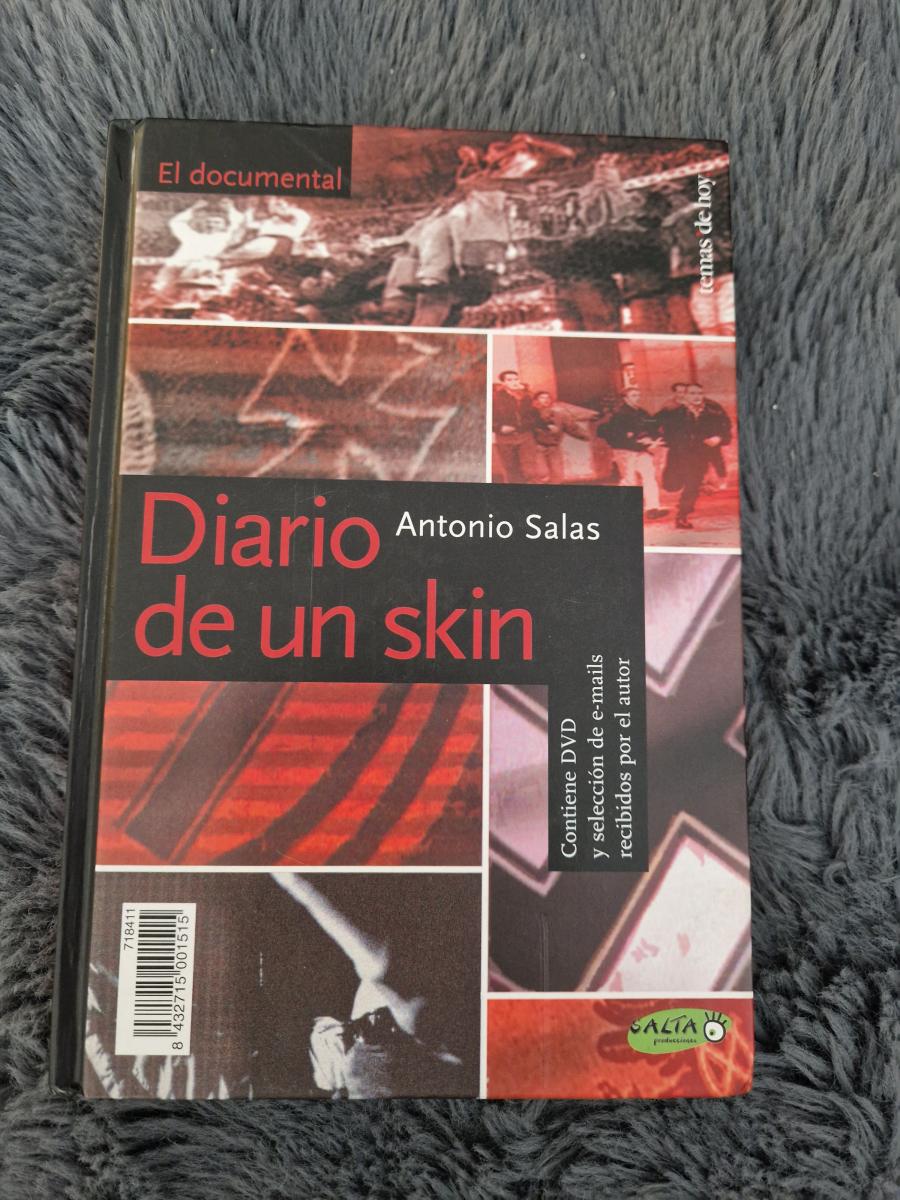 El documental
temas de hoy
Diario
de un skin
Antonio Salas
Contiene DVD
y selección de e-mails
recibidos por el autor
718411
8 432715 001515
SALTA
producciones